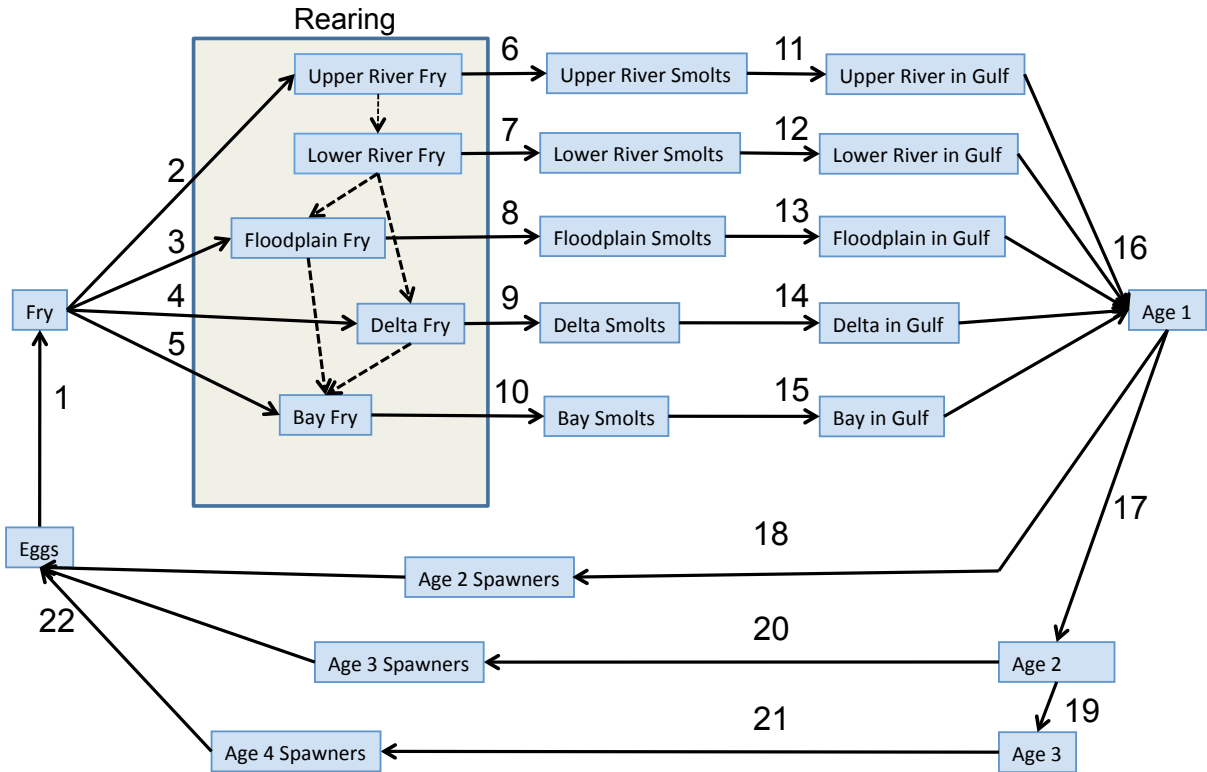 Rearing
6
11
Upper River Fry
Upper River Smolts
Upper River in Gulf
2
7
12
Lower River Fry
Lower River Smolts
Lower River in Gulf
3
8
13
Floodplain Fry
Floodplain Smolts
Floodplain in Gulf
16
Fry
4
9
14
Delta Fry
Delta Smolts
Delta in Gulf
Age 1
5
1
10
15
Bay Fry
Bay Smolts
Bay in Gulf
17
Eggs
18
Age 2 Spawners
22
20
Age 3 Spawners
Age 2
21
19
Age 4 Spawners
Age 3